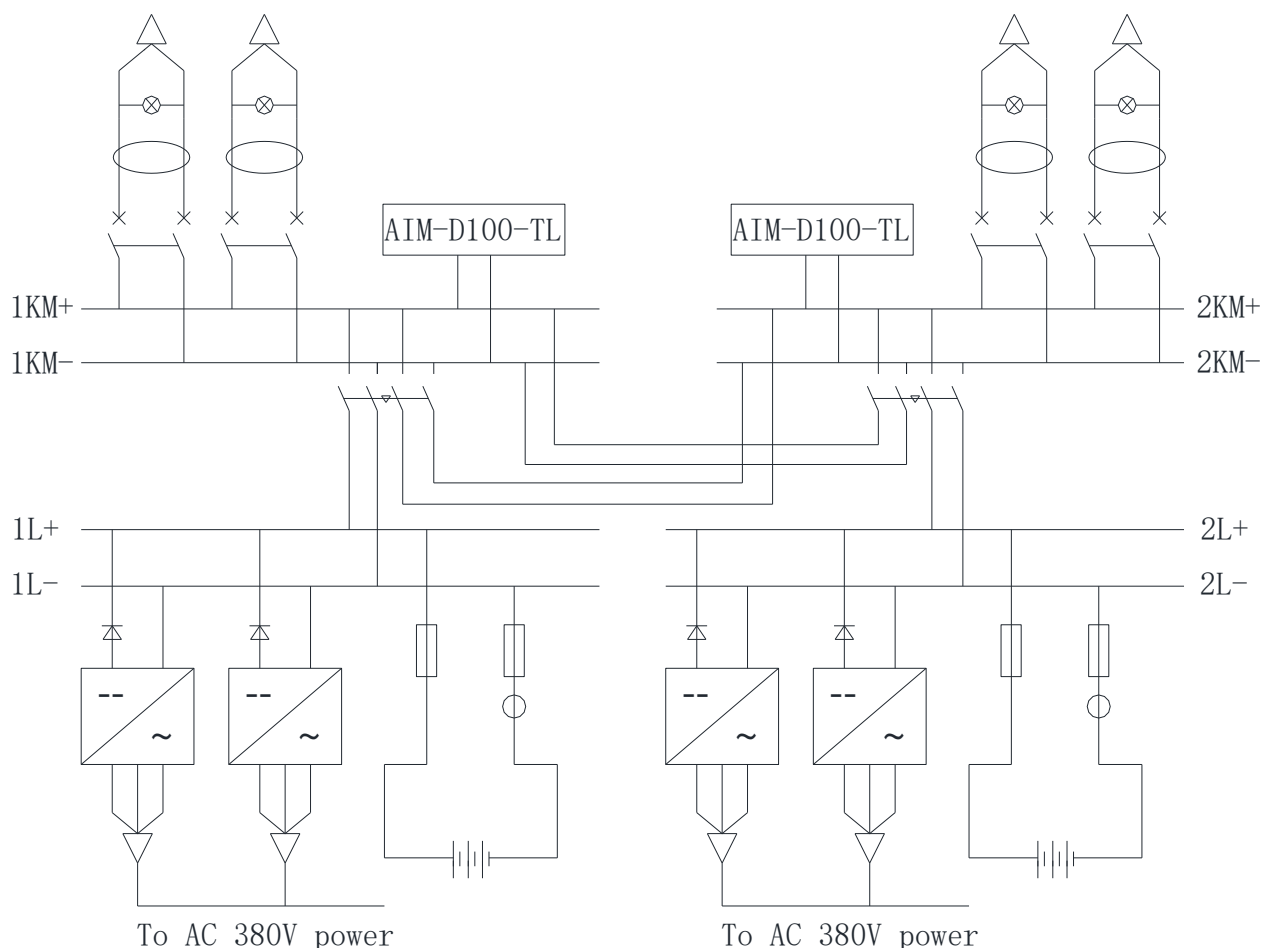 AIM-D100-TL
AIM-D100-TL
1KM+
2KM+
1KM-
2KM-
1L+
2L+
1L-
2L-
--
--
--
--
~
~
~
~
To AC 380V power
To AC 380V power